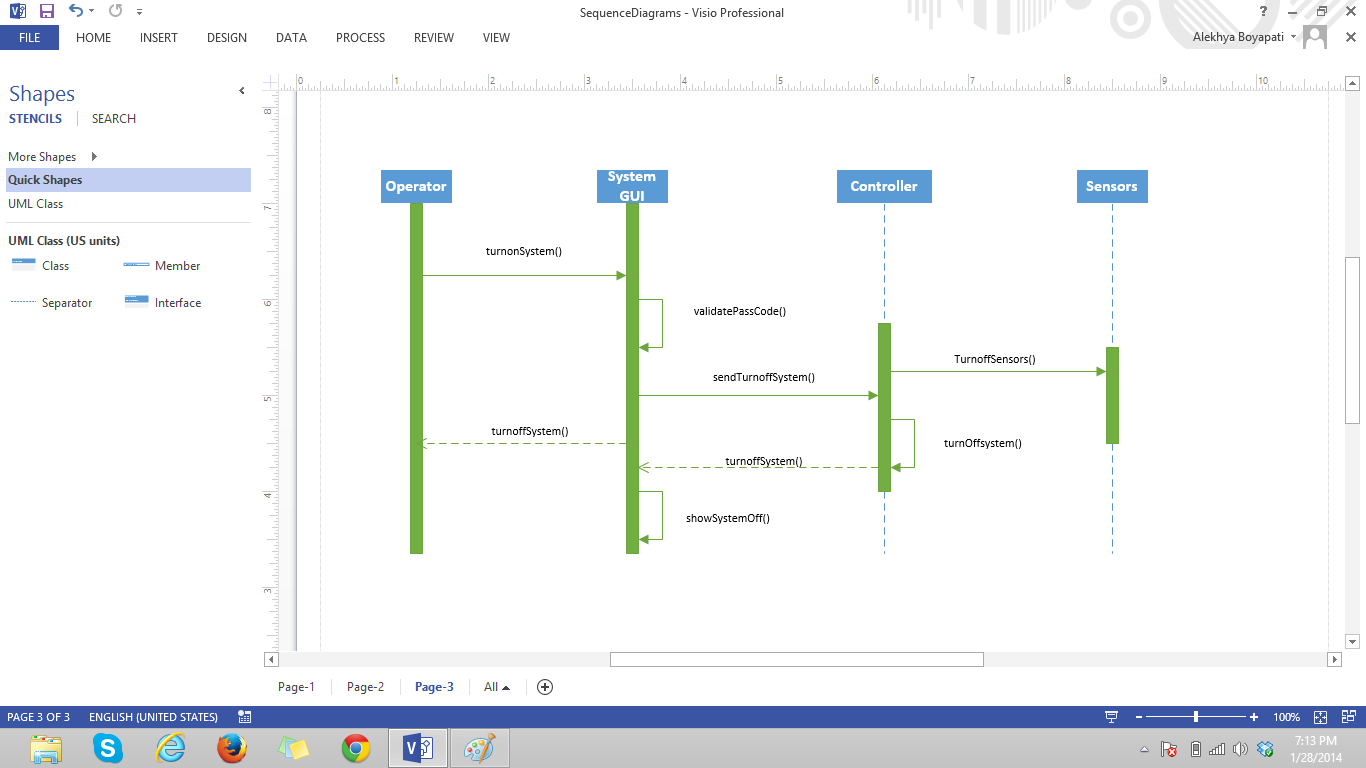 SequenceDiagrams - Visio Professional
?
FILE HOME INSERT DESIGN DATA PROCESS REVIEW VIEW
Alekhya Boyapati
Shapes
STENCILS SEARCH
More Shapes
Quick Shapes
UML Class
UML Class (US units)
Class Member
Separator Interface
0 1 2 3 4 5 6 7 8 9 10
8
7
6
5
4
3
Operator
System
GUI
Controller
Sensors
turnonSystem()
validatePassCode()
TurnoffSensors()
sendTurnoffSystem()
turnoffSystem()
turnOffsystem()
turnoffSystem()
showSystemOff()
Page-1 Page-2 Page-3 All
PAGE 3 OF 3 ENGLISH (UNITED STATES)
100%
7:13 PM
1/28/2014